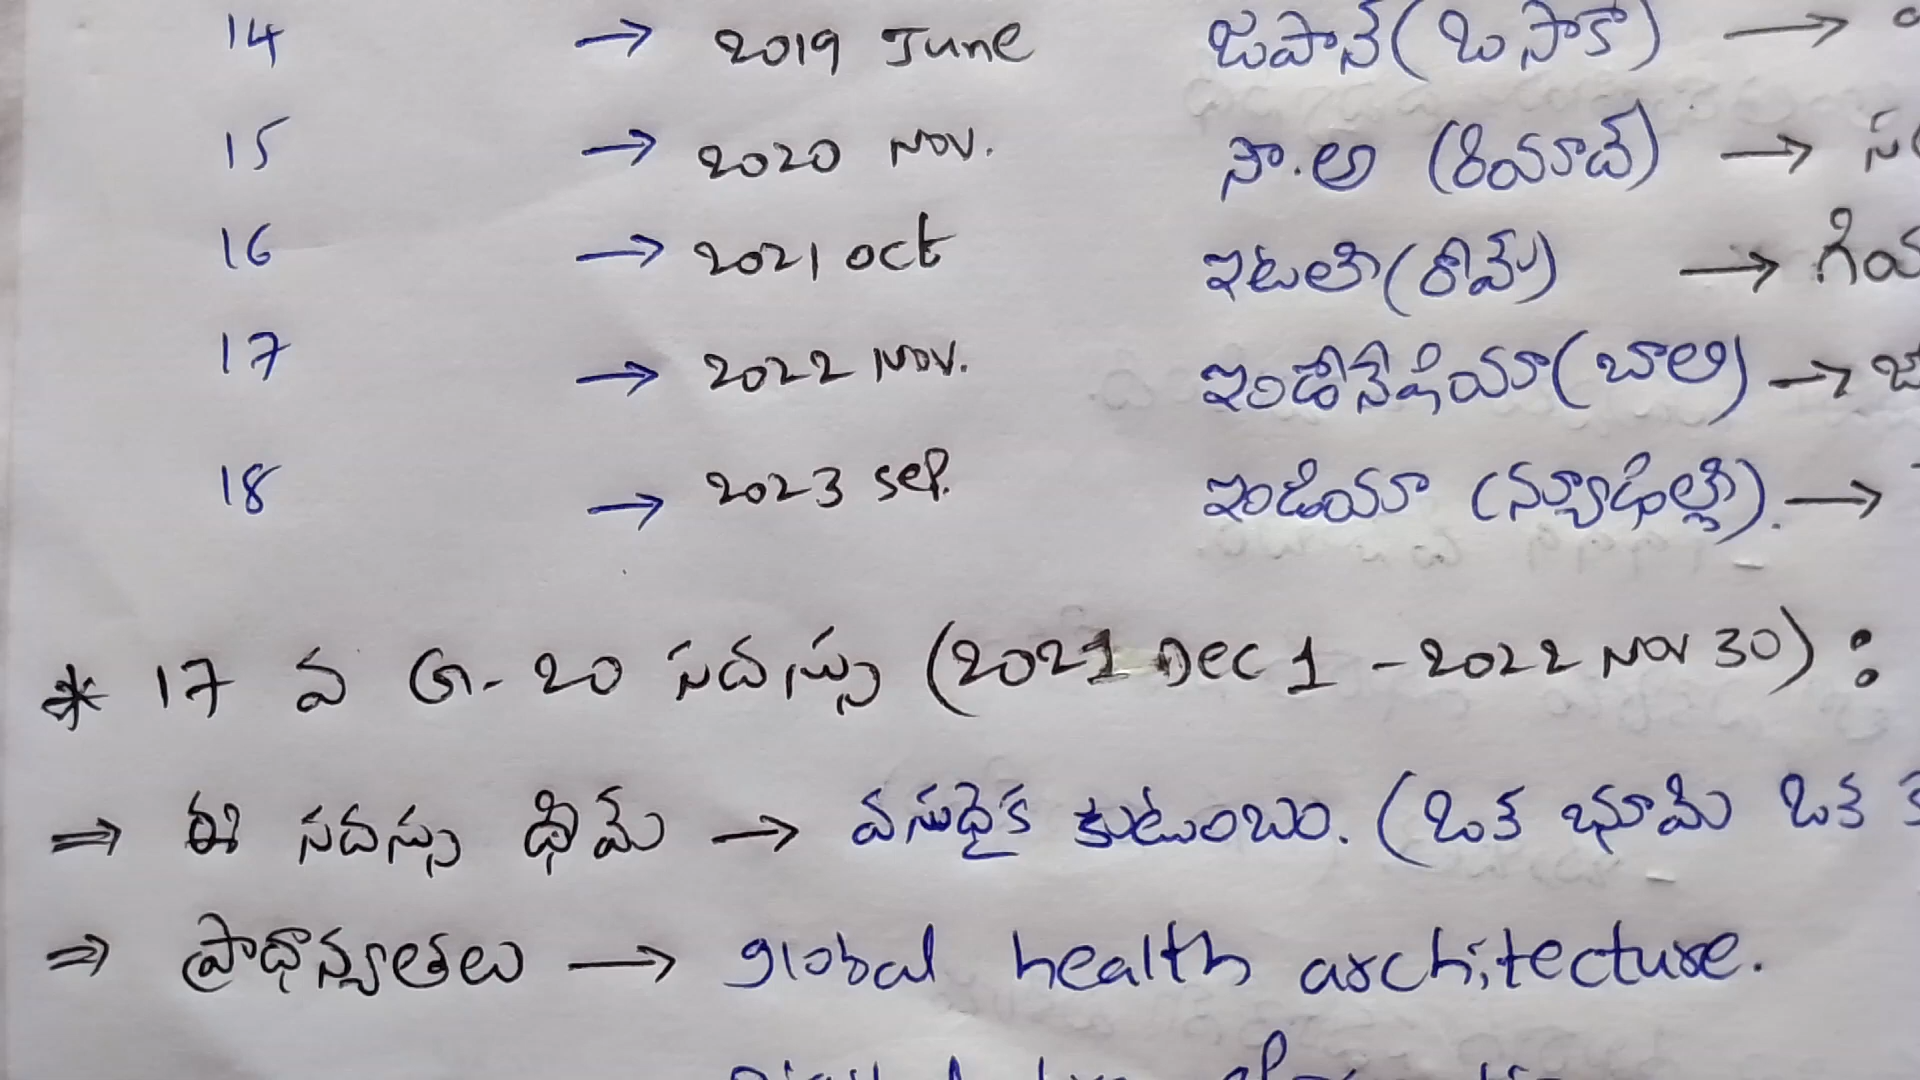 14 → 2019 June జపాన్ (ఒసాకా) →
15 → 2020 Nov. సౌ.అ (రియాద్) →
16 → 2021 oct ఇటలీ (రోమ్) →
17 → 2022 Nov. ఇండోనేషియా (బాలి) →
18 → 2023 sep. ఇండియా (న్యూఢిల్లీ). →
* 17 వ G-20 సదస్సు (2021 Dec 1 - 2022 Nov 30) :
⇒ ఈ సదస్సు థీమ్ → వసుధైక కుటుంబం. (ఒకే భూమి ఒకే
⇒ ప్రాధాన్యతలు → global health architecture.